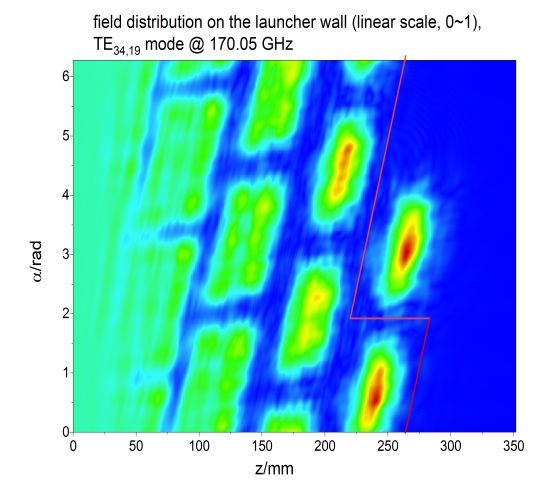 field distribution on the launcher wall (linear scale, 0~1),
TE34,19 mode @ 170.05 GHz
6
5
4
3
2
1
0
α/rad
0 50 100 150 200 250 300 350
z/mm